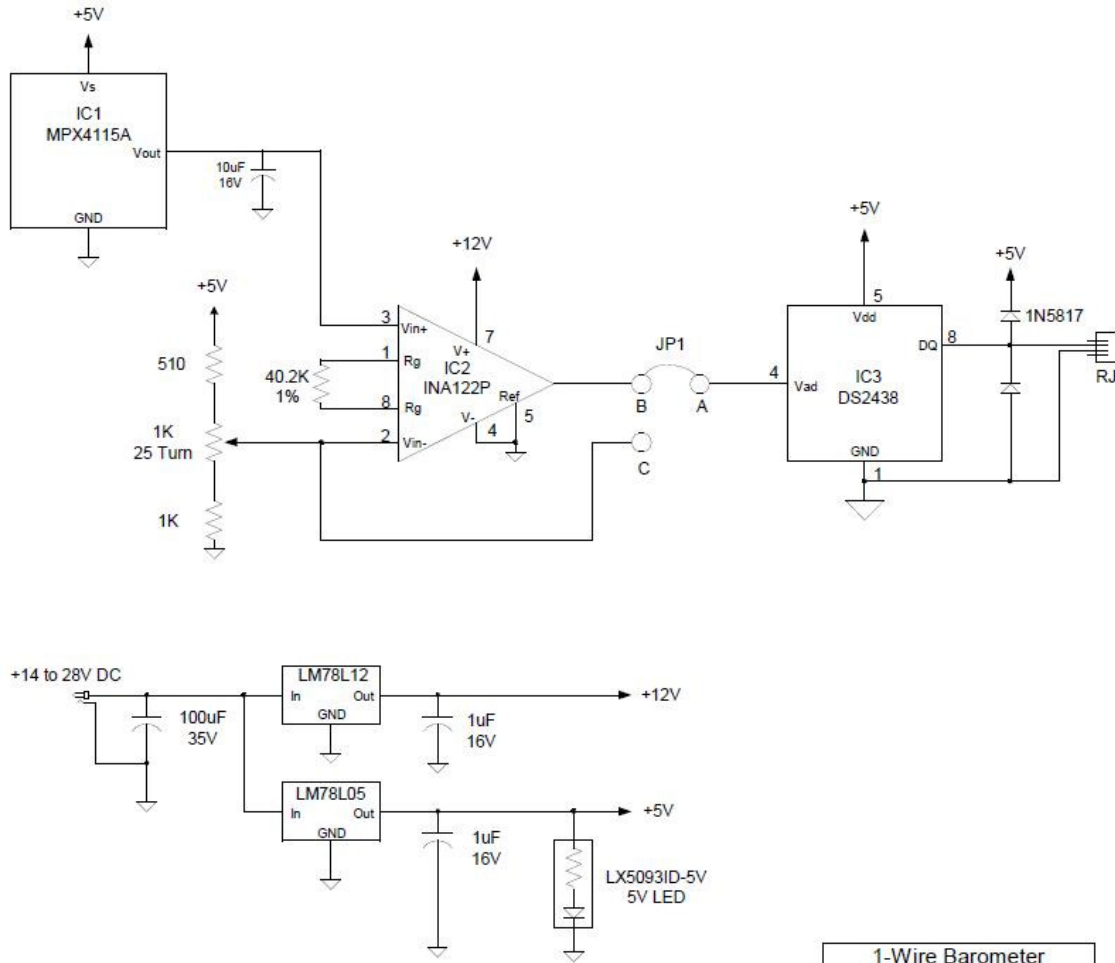 +5V
Vs
IC1
MPX4115A
Vout
GND
10uF
16V
+5V
510
1K
25 Turn
1K
40.2K
1%
+12V
3
Vin+
1
Rg
8
Rg
2
Vin-
V+
7
IC2
INA122P
Ref
5
V-
4
JP1
B
A
C
+5V
5
Vdd
4
Vad
DQ
8
IC3
DS2438
GND
1
+5V
1N5817
RJ
+14 to 28V DC
100uF
35V
LM78L12
In
Out
GND
1uF
16V
+12V
LM78L05
In
Out
GND
1uF
16V
+5V
LX5093ID-5V
5V LED
1-Wire Barometer